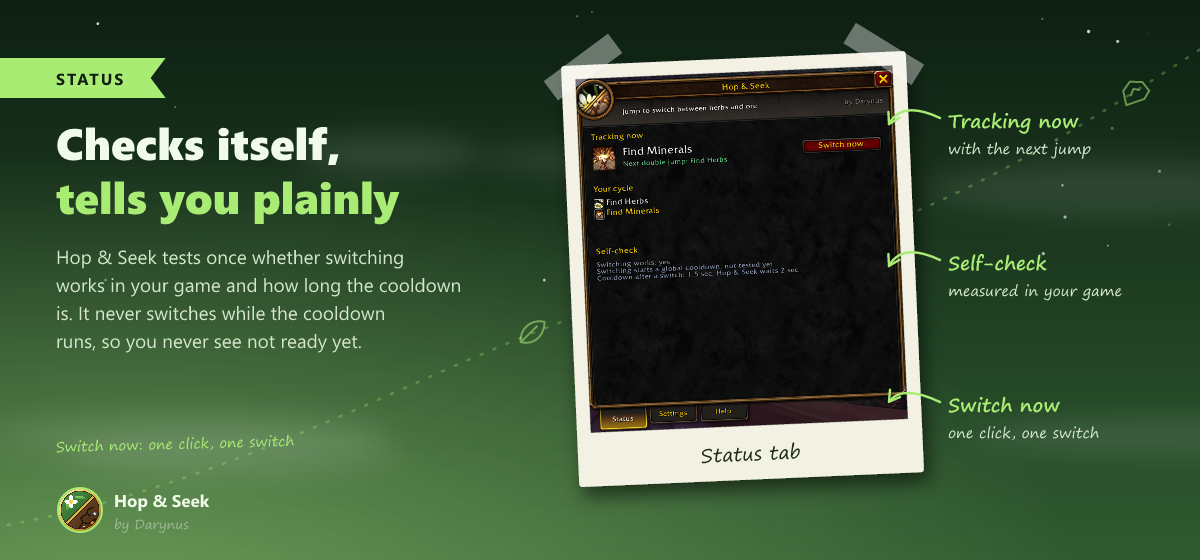 STATUS
Checks itself,
tells you plainly
Hop & Seek tests once whether switching
works in your game and how long the cooldown
is. It never switches while the cooldown
runs, so you never see not ready yet.
Switch now: one click, one switch
Hop & Seek
by Darynus
Hop & Seek
Jump to switch between herbs and ore
by Darynus
Tracking now
Find Minerals
Next double jump: Find Herbs
Switch now
Your cycle
Find Herbs
Find Minerals
Self-check
Switching works: yes
Switching starts a global cooldown: not tested yet
Cooldown after a switch: 1.5 sec. Hop & Seek waits 2 sec
Status
Settings
Help
Status tab
Tracking now
with the next jump
Self-check
measured in your game
Switch now
one click, one switch